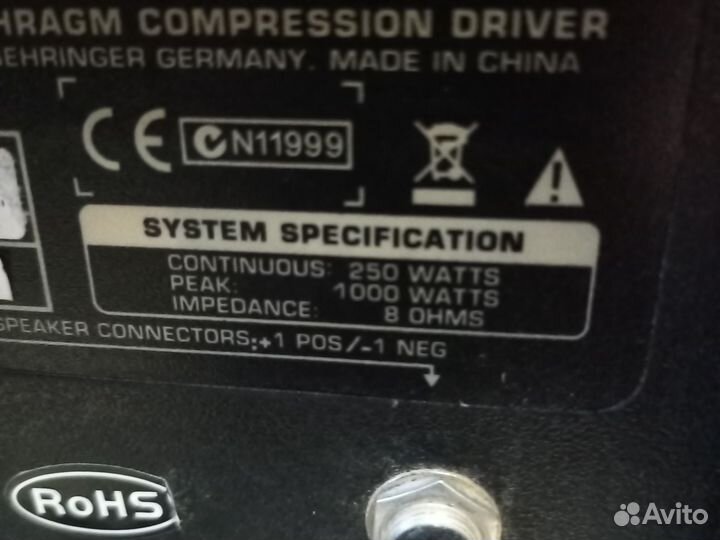 HRAGM COMPRESSION DRIVER
BEHRINGER GERMANY. MADE IN CHINA
CE N11999
SYSTEM SPECIFICATION
CONTINUOUS: 250 WATTS
PEAK: 1000 WATTS
IMPEDANCE: 8 OHMS
SPEAKER CONNECTORS:+1 POS/-1 NEG
RoHS
Avito